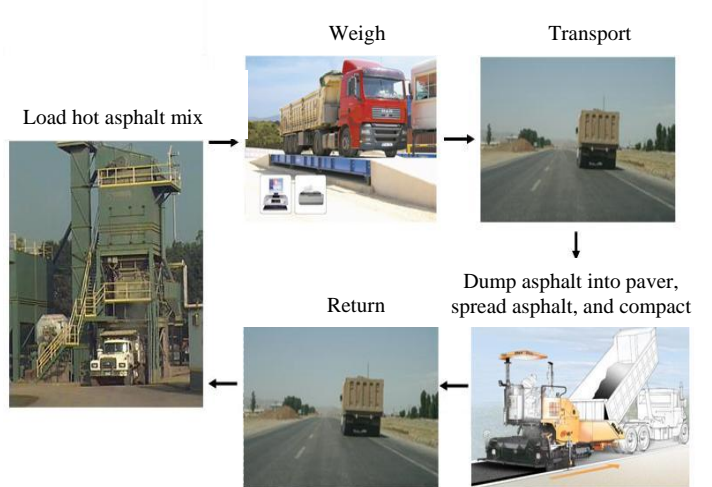 Weigh
Transport
Load hot asphalt mix
Dump asphalt into paver,
spread asphalt, and compact
Return